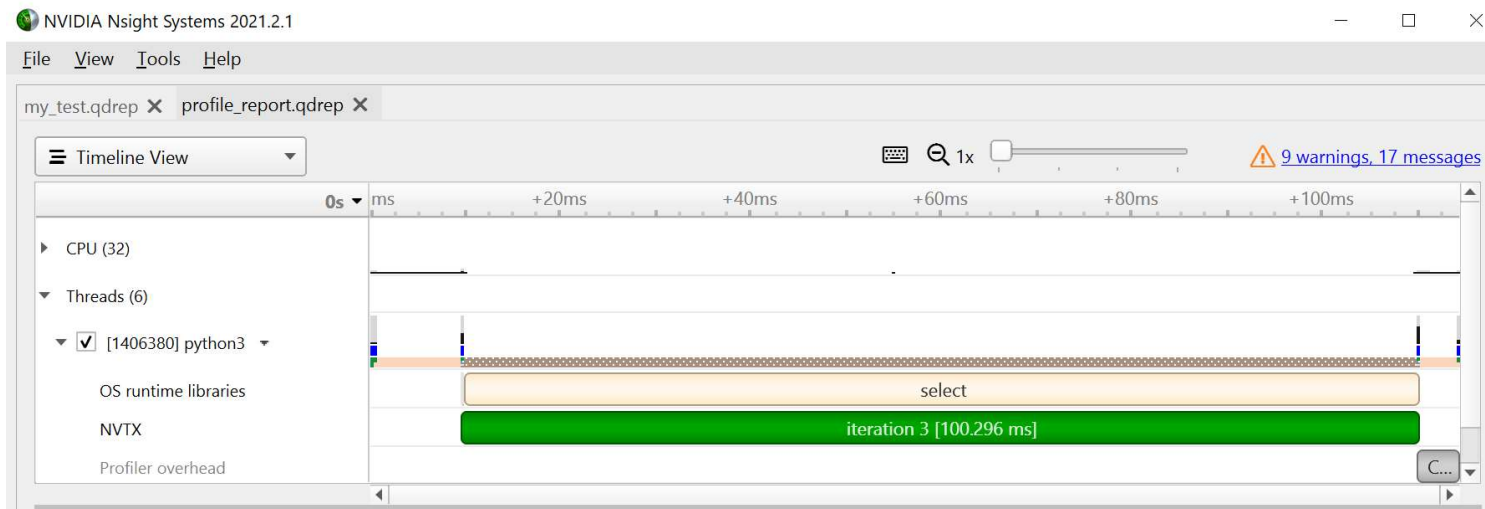 NVIDIA Nsight Systems 2021.2.1
File View Tools Help
my_test.qdrep profile_report.qdrep
Timeline View 1x 9 warnings, 17 messages
0s ms +20ms +40ms +60ms +80ms +100ms
CPU (32)
Threads (6)
[1406380] python3
OS runtime libraries select
NVTX iteration 3 [100.296 ms]
Profiler overhead C...